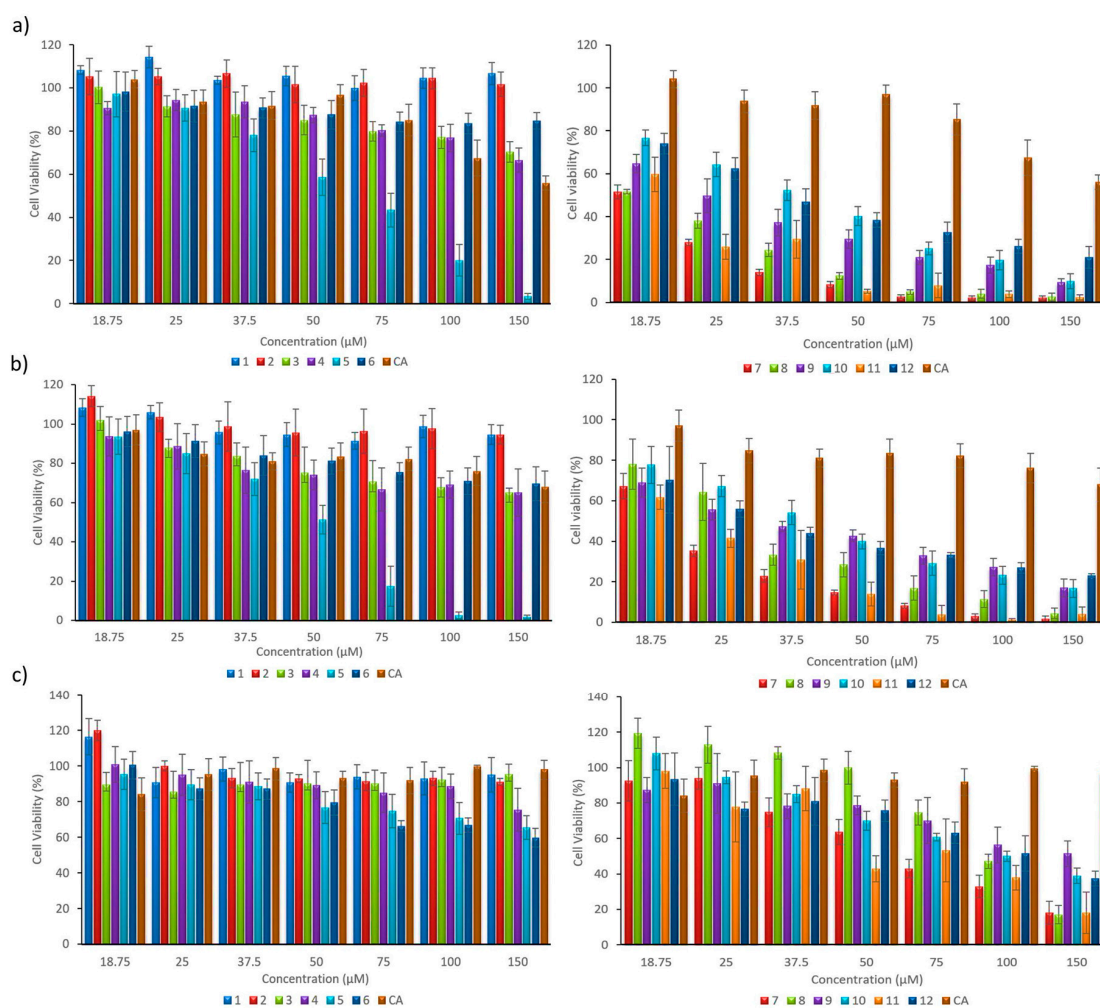 a)
Cell Viability (%)
120
100
80
60
40
20
0
18.75 25 37.5 50 75 100 150
Concentration (μM)
1 2 3 4 5 6 CA
Cell viability (%)
120
100
80
60
40
20
0
18.75 25 37.5 50 75 100 150
Concentration (μM)
7 8 9 10 11 12 CA
b)
Cell Viability (%)
120
100
80
60
40
20
0
18.75 25 37.5 50 75 100 150
Concentration (μM)
1 2 3 4 5 6 CA
Cell Viability (%)
120
100
80
60
40
20
0
18.75 25 37.5 50 75 100 150
Concentration (μM)
7 8 9 10 11 12 CA
c)
Cell Viability (%)
140
120
100
80
60
40
20
0
18.75 25 37.5 50 75 100 150
Concentration (μM)
1 2 3 4 5 6 CA
Cell Viability (%)
140
120
100
80
60
40
20
0
18.75 25 37.5 50 75 100 150
Concentration (μM)
7 8 9 10 11 12 CA